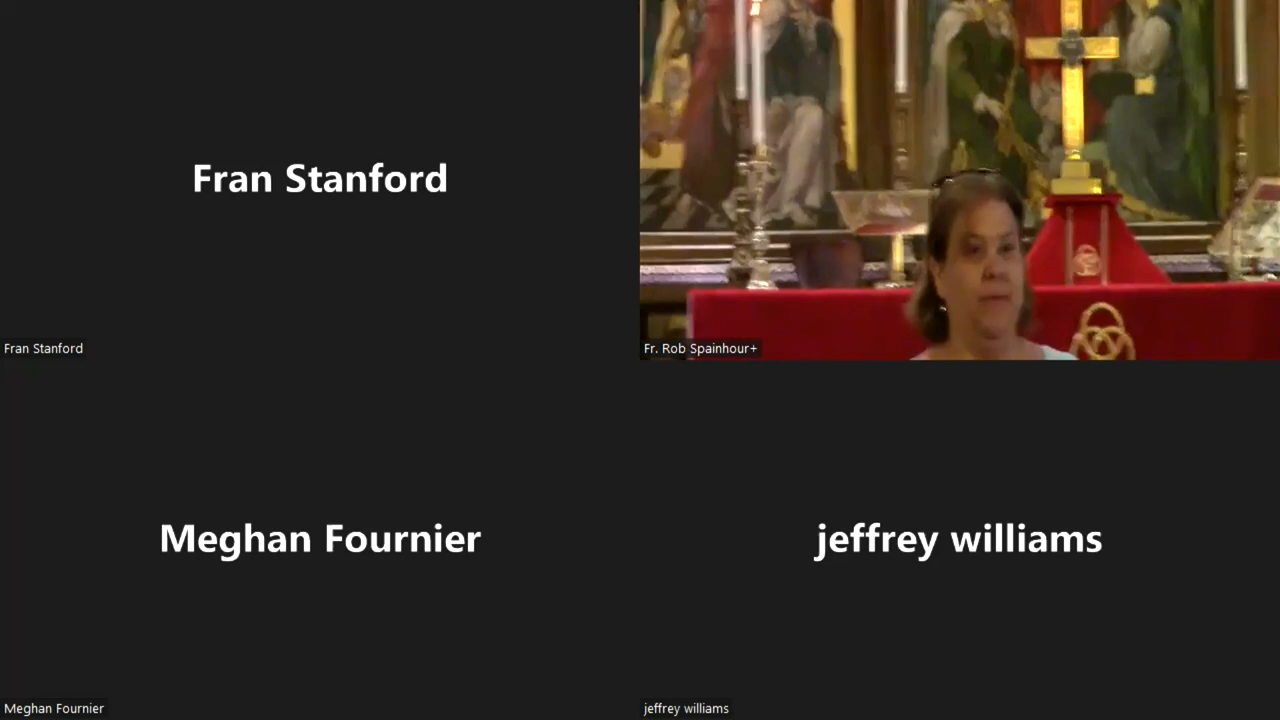 Fran Stanford
Fran Stanford
Fr. Rob Spainhour+
Meghan Fournier
jeffrey williams
Meghan Fournier
jeffrey williams